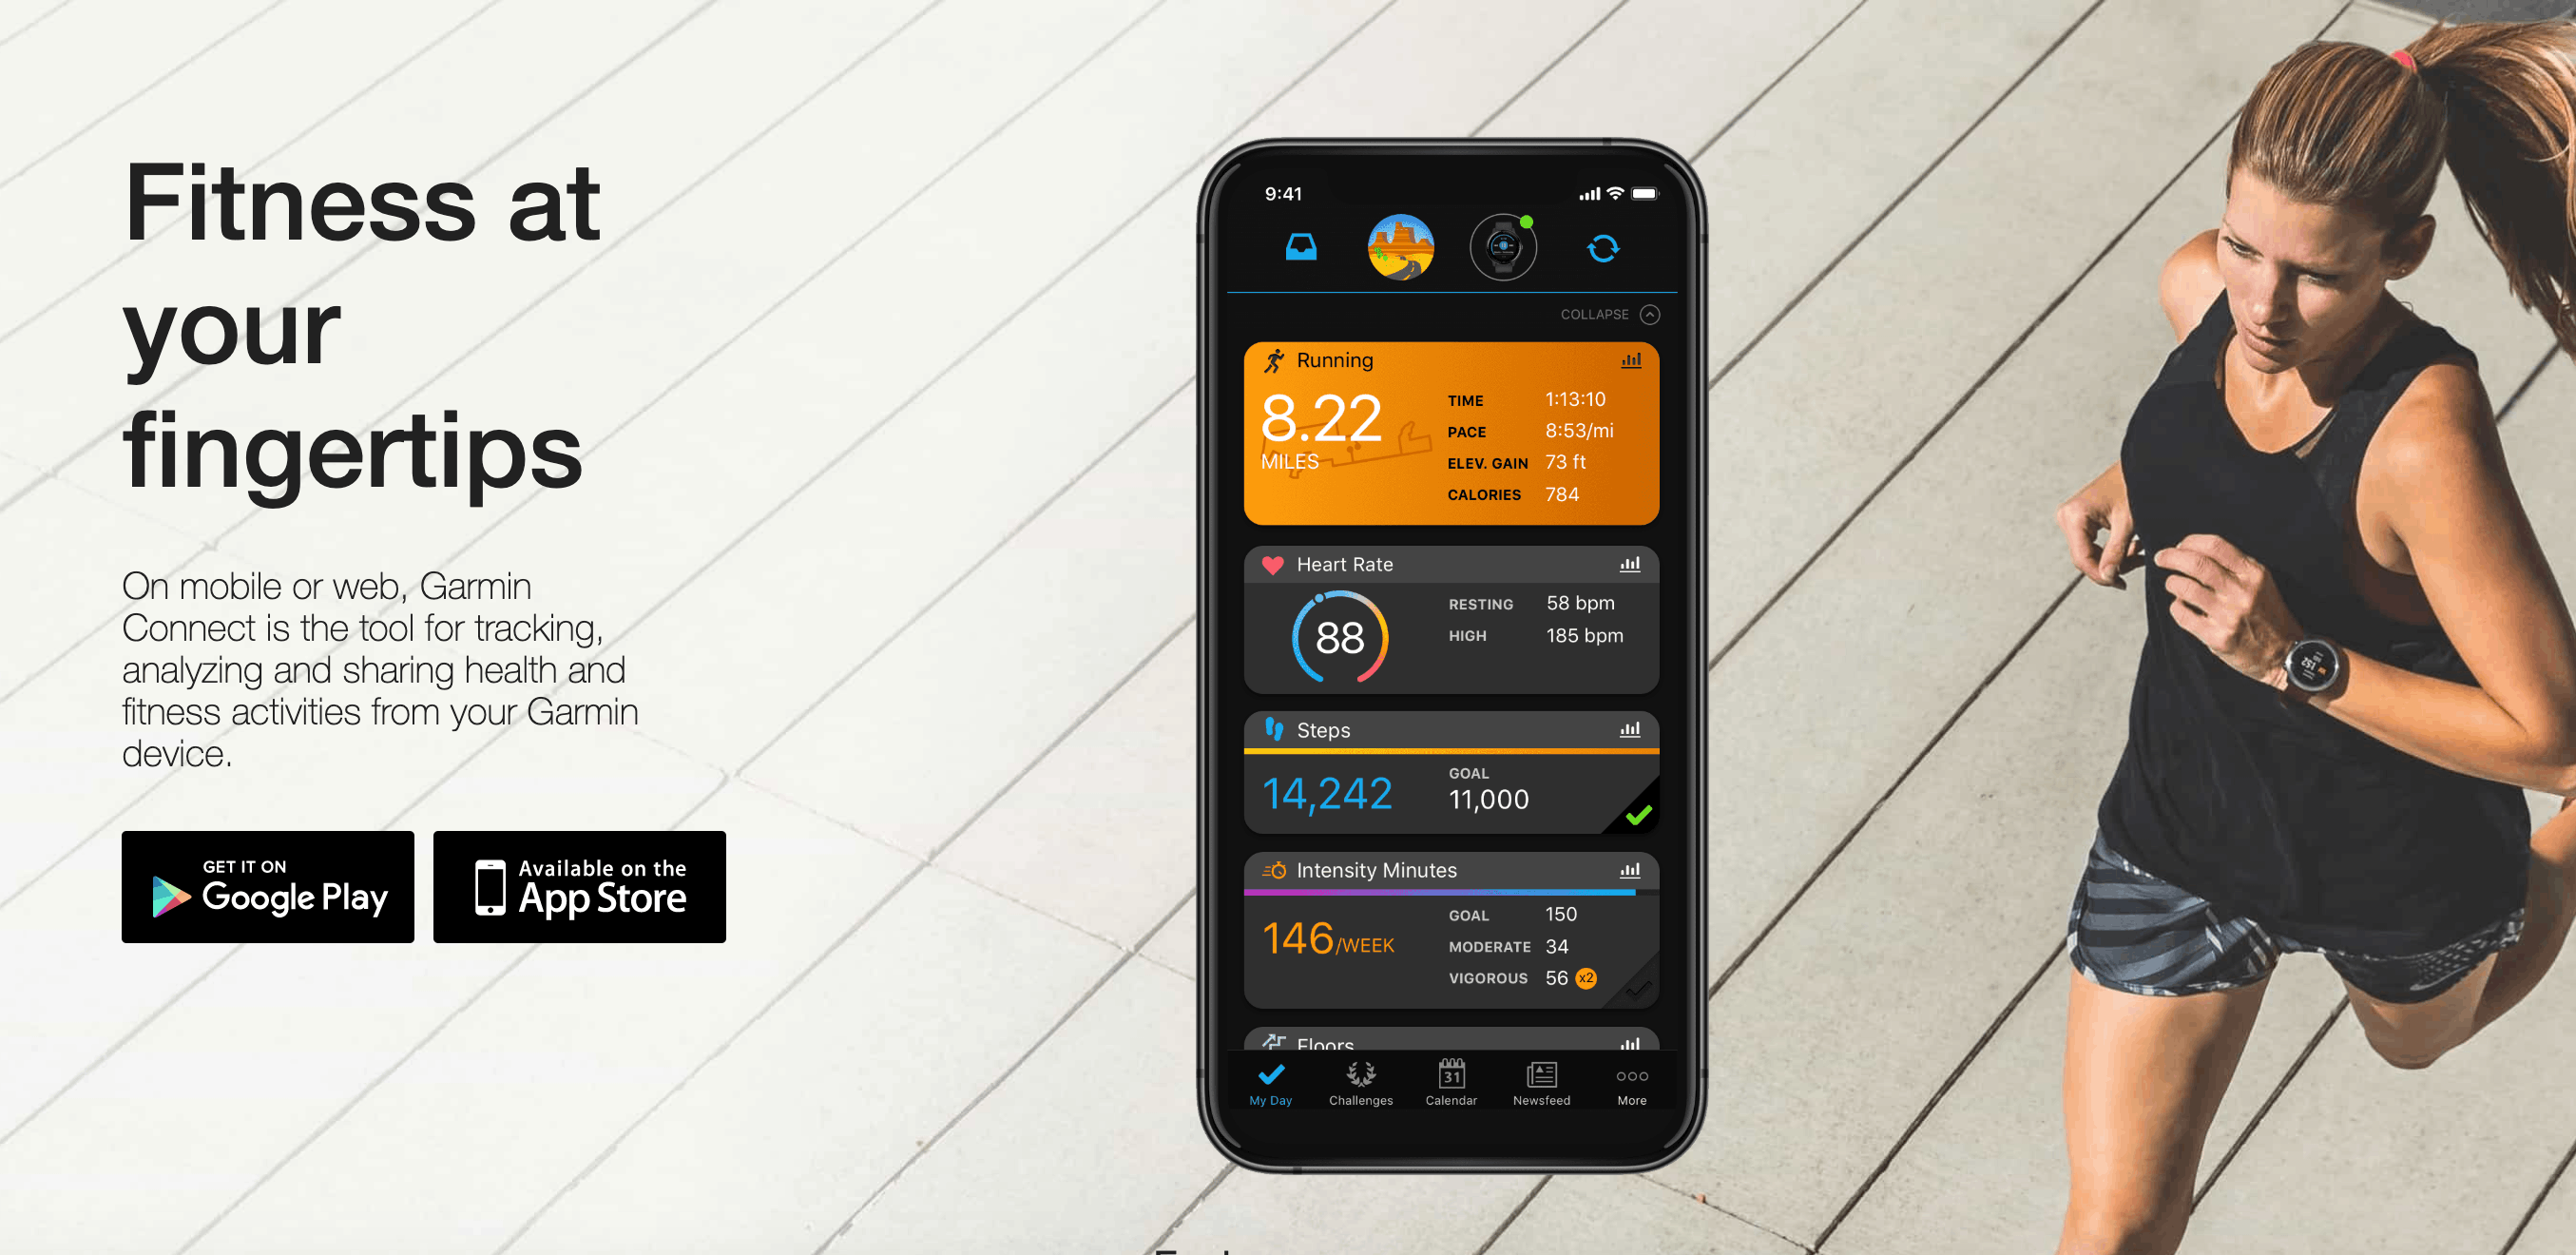 Fitness at
your
fingertips
On mobile or web, Garmin
Connect is the tool for tracking,
analyzing and sharing health and
fitness activities from your Garmin
device.
GET IT ON
Google Play
Available on the
App Store
9:41
COLLAPSE
Running
8.22
MILES
TIME 1:13:10
PACE 8:53/mi
ELEV. GAIN 73 ft
CALORIES 784
Heart Rate
88
RESTING 58 bpm
HIGH 185 bpm
Steps
14,242
GOAL
11,000
Intensity Minutes
146/WEEK
GOAL 150
MODERATE 34
VIGOROUS 56 x2
Floors
31
My Day Challenges Calendar Newsfeed More
152